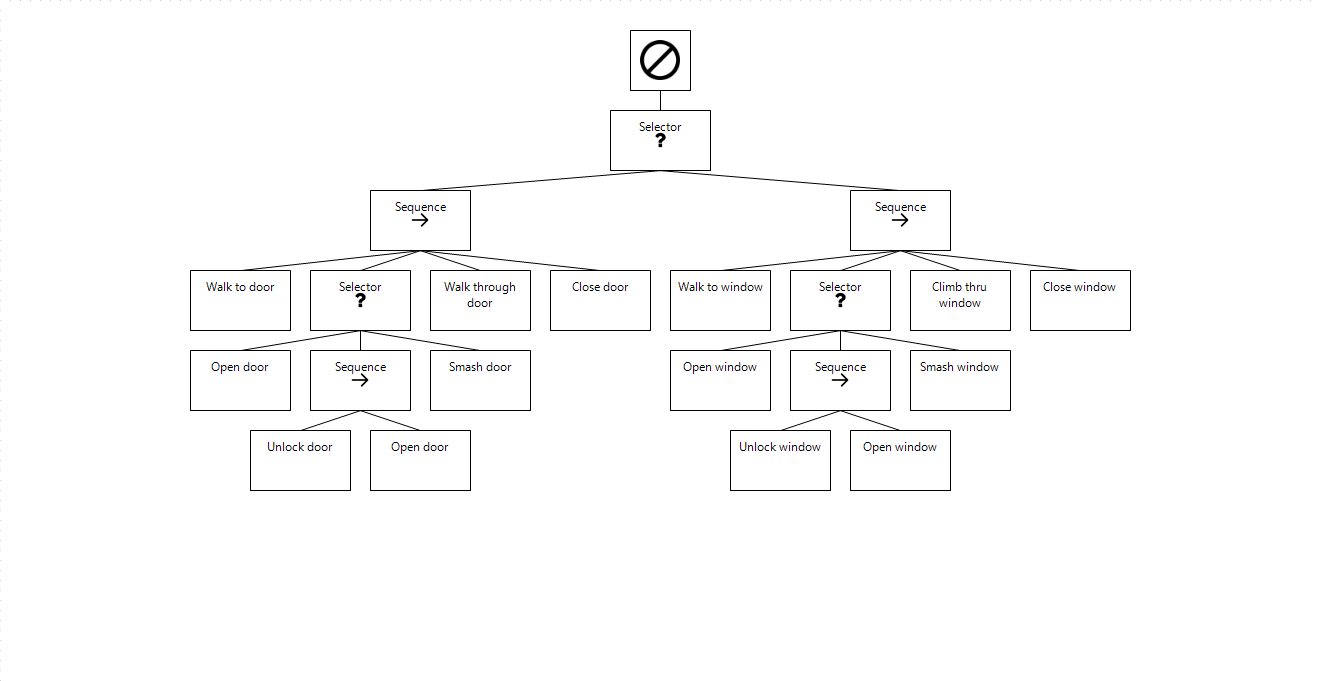 Selector
?
Sequence
→
Sequence
→
Walk to door
Selector
?
Walk through
door
Close door
Walk to window
Selector
?
Climb thru
window
Close window
Open door
Sequence
→
Smash door
Open window
Sequence
→
Smash window
Unlock door
Open door
Unlock window
Open window